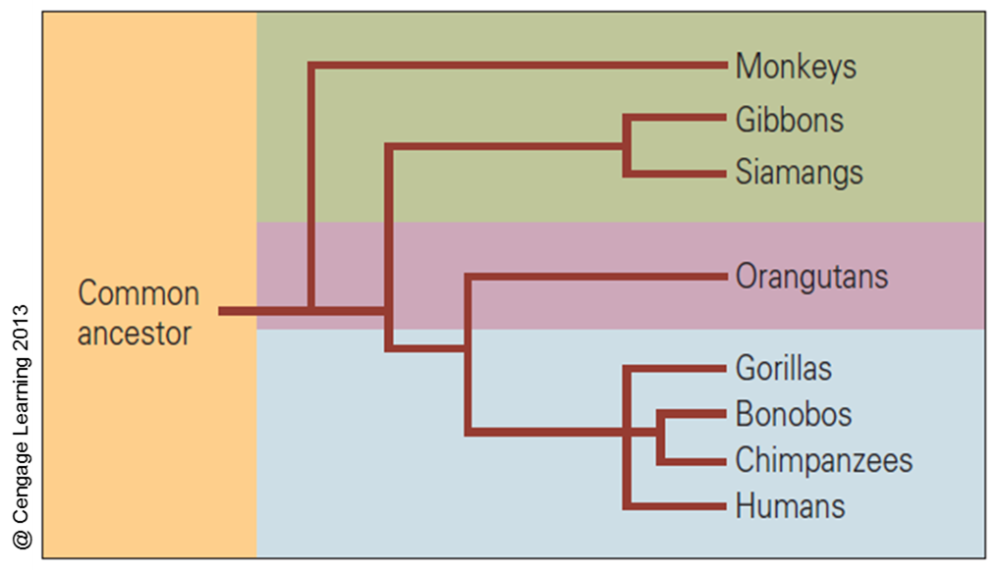 Monkeys
Gibbons
Siamangs
Orangutans
Common
ancestor
Gorillas
Bonobos
Chimpanzees
Humans
@ Cengage Learning 2013